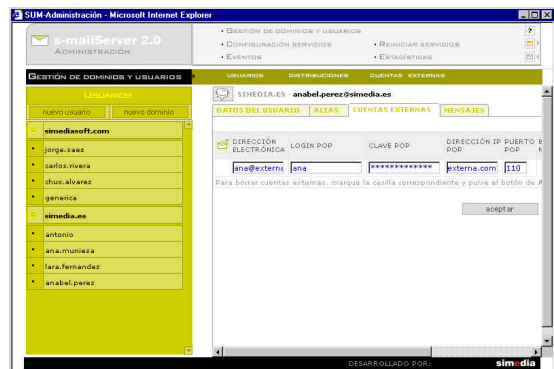 SUM-Administración - Microsoft Internet Explorer
s-mailServer 2.0
ADMINISTRACIÓN
• GESTIÓN DE DOMINIOS Y USUARIOS
• CONFIGURACIÓN SERVICIOS
• REINICIAR SERVICIOS
• EVENTOS
• ESTADÍSTICAS
?
GESTIÓN DE DOMINIOS Y USUARIOS
USUARIOS DISTRIBUCIONES CUENTAS EXTERNAS
USUARIOS
nuevo usuario nuevo dominio
simediasoft.com
jorge.saez
carlos.rivera
chus.alvarez
generica
simedia.es
antonio
ana.muniesa
lara.fernandez
anabel.perez
SIMEDIA.ES - anabel.perez@simedia.es
DATOS DEL USUARIO ALIAS CUENTAS EXTERNAS MENSAJES
DIRECCIÓN ELECTRÓNICA LOGIN POP CLAVE POP DIRECCIÓN IP POP PUERTO POP
ana@externa ana ************* externa.com 110
Para borrar cuentas externas, marque la casilla correspondiente y pulse el botón de A
aceptar
DESARROLLADO POR: simedia